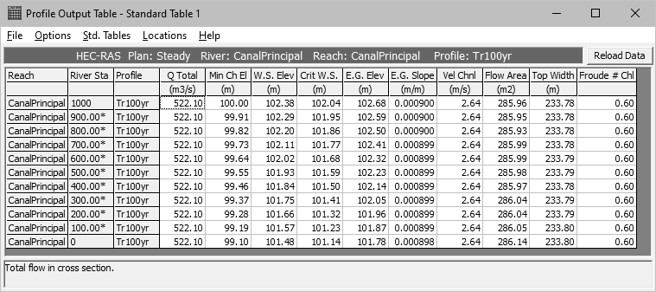 Profile Output Table - Standard Table 1
File Options Std. Tables Locations Help
HEC-RAS Plan: Steady River: CanalPrincipal Reach: CanalPrincipal Profile: Tr100yr Reload Data
Reach River Sta Profile Q Total Min Ch El W.S. Elev Crit W.S. E.G. Elev E.G. Slope Vel Chnl Flow Area Top Width Froude # Chl
(m3/s) (m) (m) (m) (m) (m/m) (m/s) (m2) (m)
CanalPrincipal 1000 Tr100yr 522.10 100.00 102.38 102.04 102.68 0.000900 2.64 285.96 233.78 0.60
CanalPrincipal 900.00* Tr100yr 522.10 99.91 102.29 101.95 102.59 0.000900 2.64 285.95 233.78 0.60
CanalPrincipal 800.00* Tr100yr 522.10 99.82 102.20 101.86 102.50 0.000900 2.64 285.93 233.78 0.60
CanalPrincipal 700.00* Tr100yr 522.10 99.73 102.11 101.77 102.41 0.000899 2.64 285.99 233.78 0.60
CanalPrincipal 600.00* Tr100yr 522.10 99.64 102.02 101.68 102.32 0.000899 2.64 285.99 233.79 0.60
CanalPrincipal 500.00* Tr100yr 522.10 99.55 101.93 101.59 102.23 0.000899 2.64 285.98 233.79 0.60
CanalPrincipal 400.00* Tr100yr 522.10 99.46 101.84 101.50 102.14 0.000899 2.64 285.97 233.78 0.60
CanalPrincipal 300.00* Tr100yr 522.10 99.37 101.75 101.41 102.05 0.000899 2.64 286.04 233.79 0.60
CanalPrincipal 200.00* Tr100yr 522.10 99.28 101.66 101.32 101.96 0.000899 2.64 286.04 233.79 0.60
CanalPrincipal 100.00* Tr100yr 522.10 99.19 101.57 101.23 101.87 0.000899 2.64 286.05 233.80 0.60
CanalPrincipal 0 Tr100yr 522.10 99.10 101.48 101.14 101.78 0.000898 2.64 286.14 233.80 0.60
Total flow in cross section.